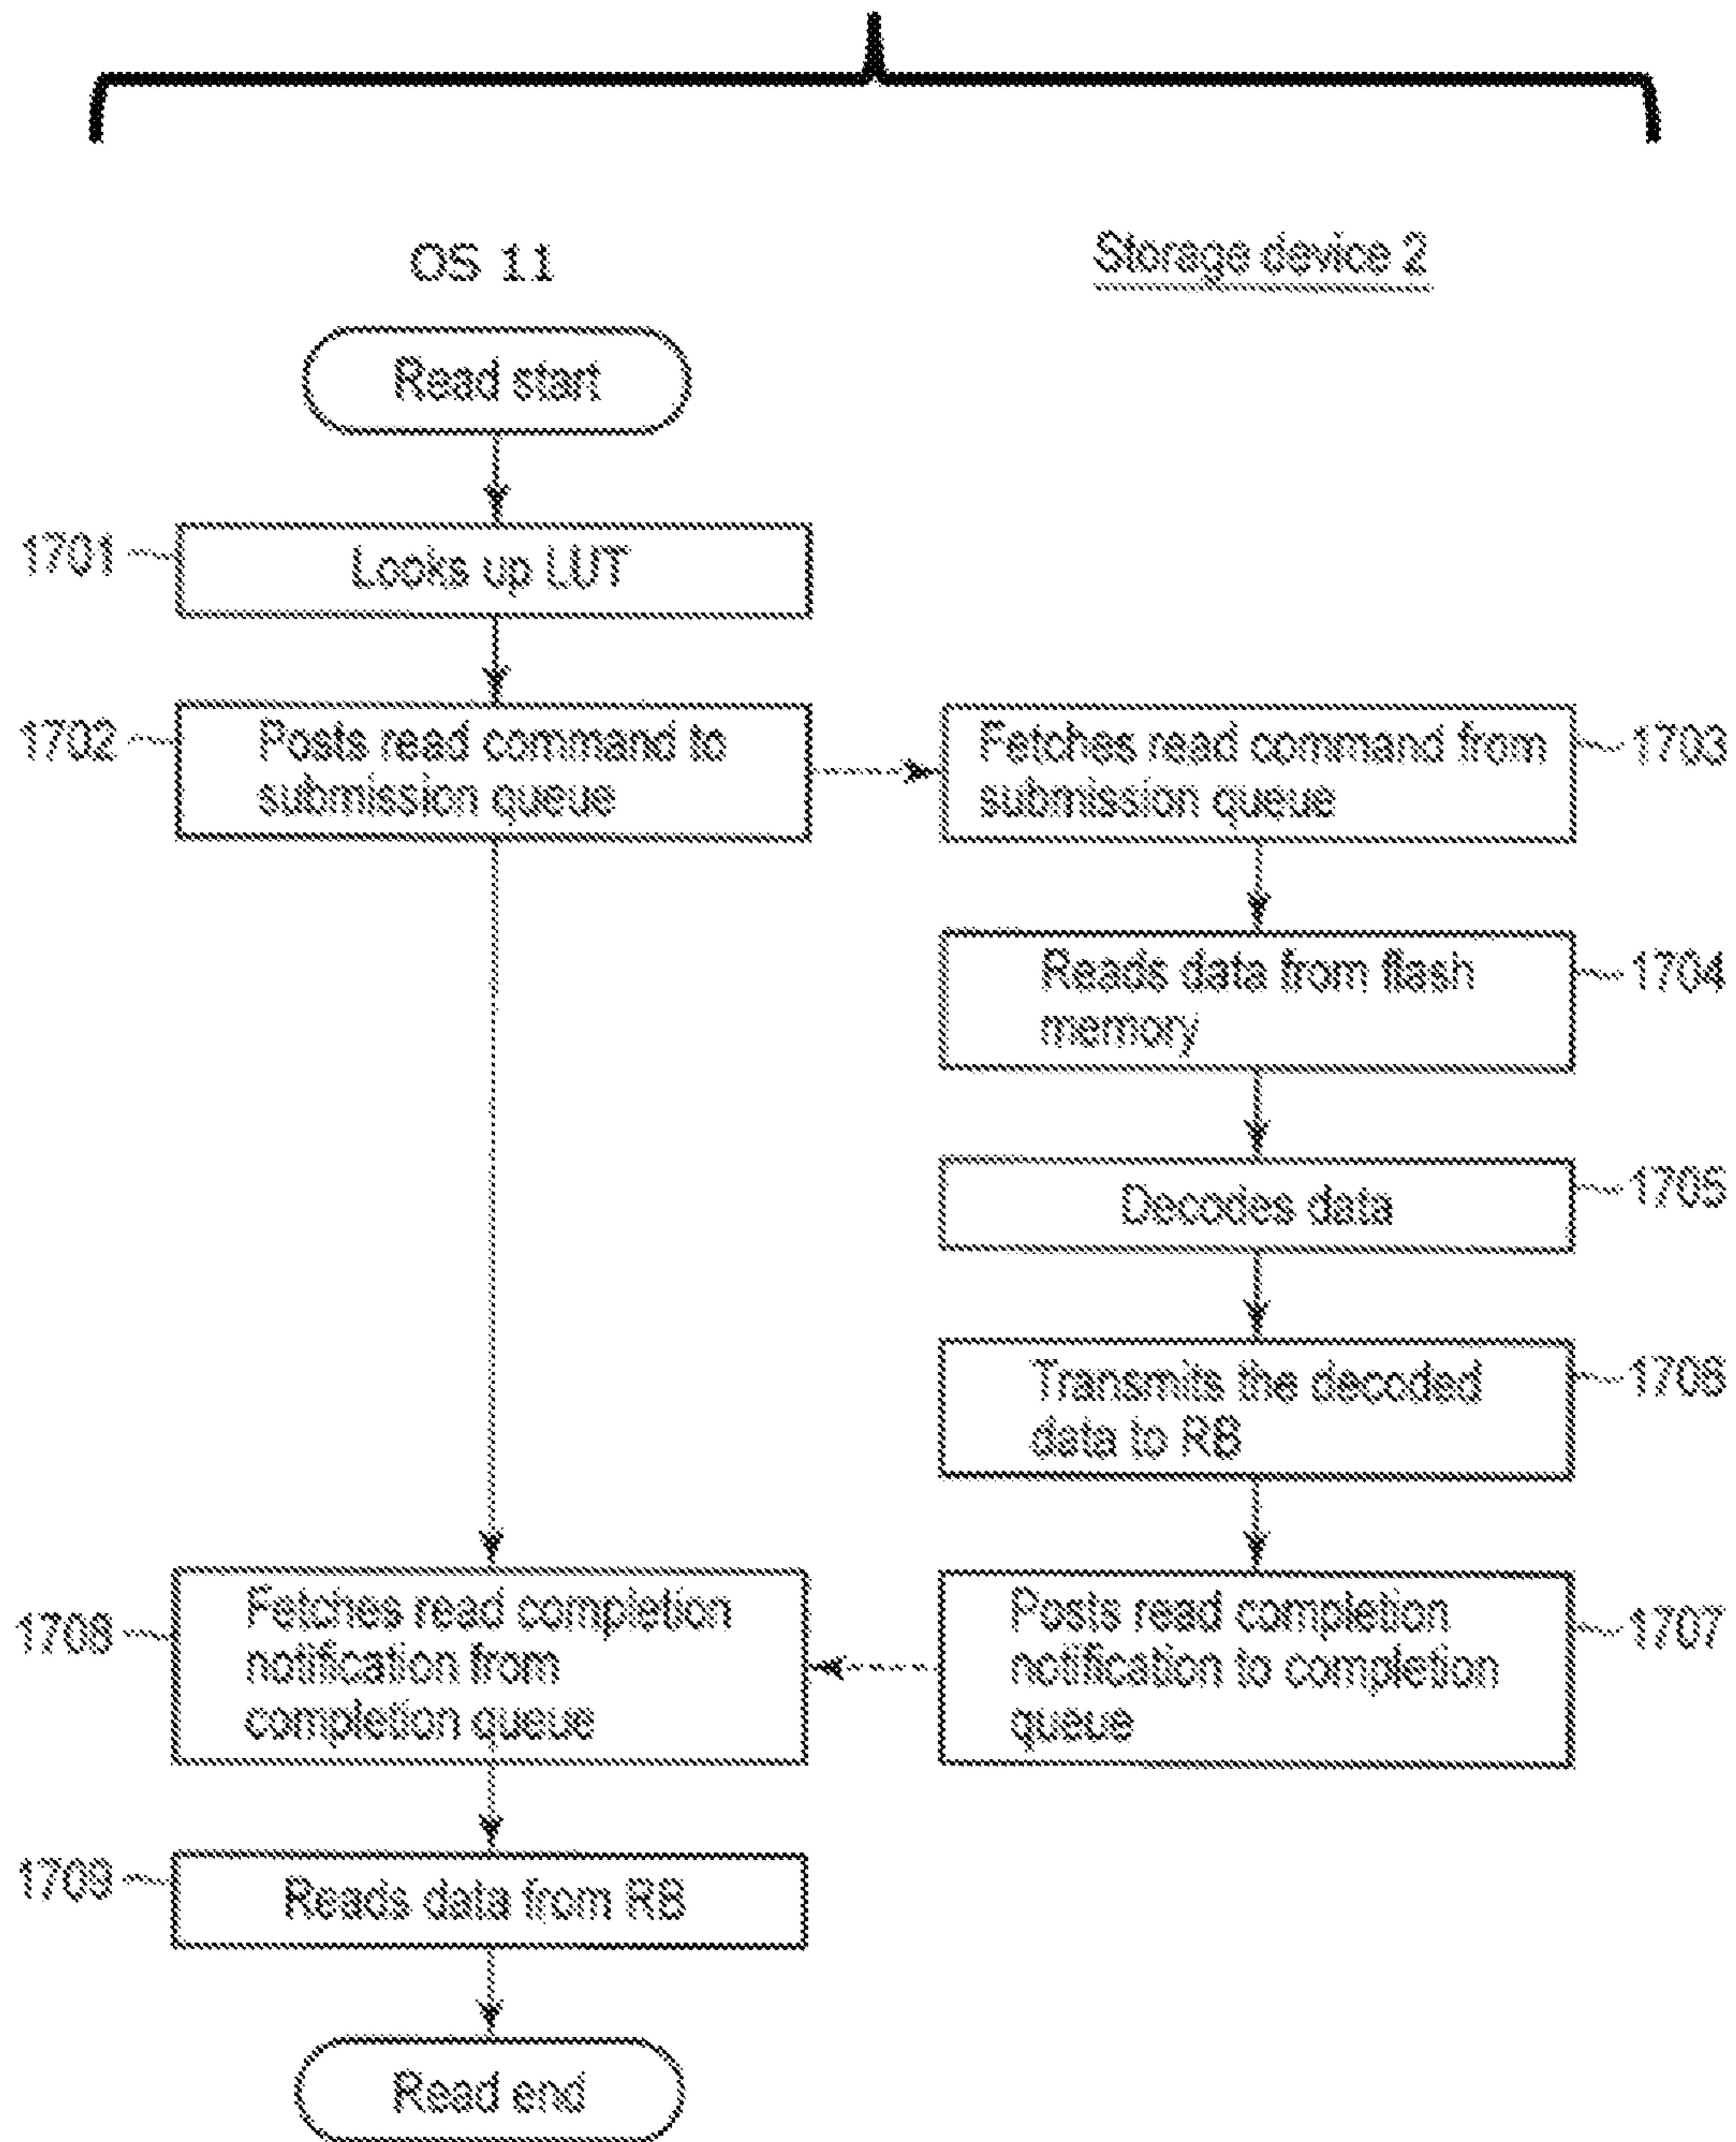 OS 11
Storage device 2
Read start
1701
Looks up LUT
1702
Posts read command to
submission queue
Fetches read command from
submission queue
1703
Reads data from flash
memory
1704
Decodes data
1705
Transmits the decoded
data to RB
1706
1708
Fetches read completion
notification from
completion queue
Posts read completion
notification to completion
queue
1707
1709
Reads data from RB
Read end